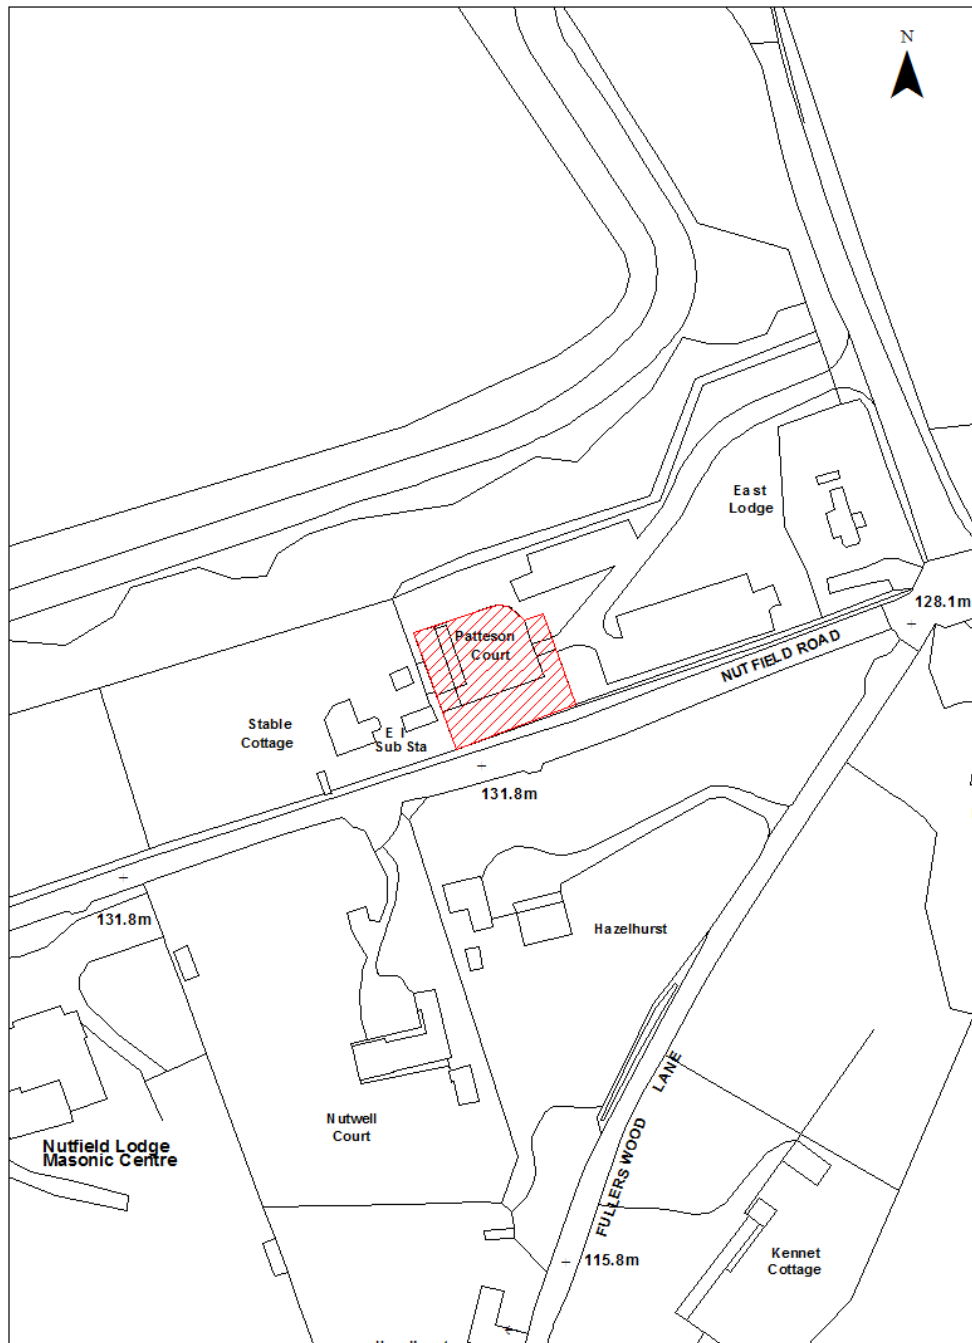 N
East
Lodge
128.1m
Patteson
Court
NUTFIELD ROAD
Stable
Cottage
E l
Sub Sta
131.8m
131.8m
Hazelhurst
FULLERS WOOD LANE
Nutwell
Court
Nutfield Lodge
Masonic Centre
Kennet
Cottage
115.8m